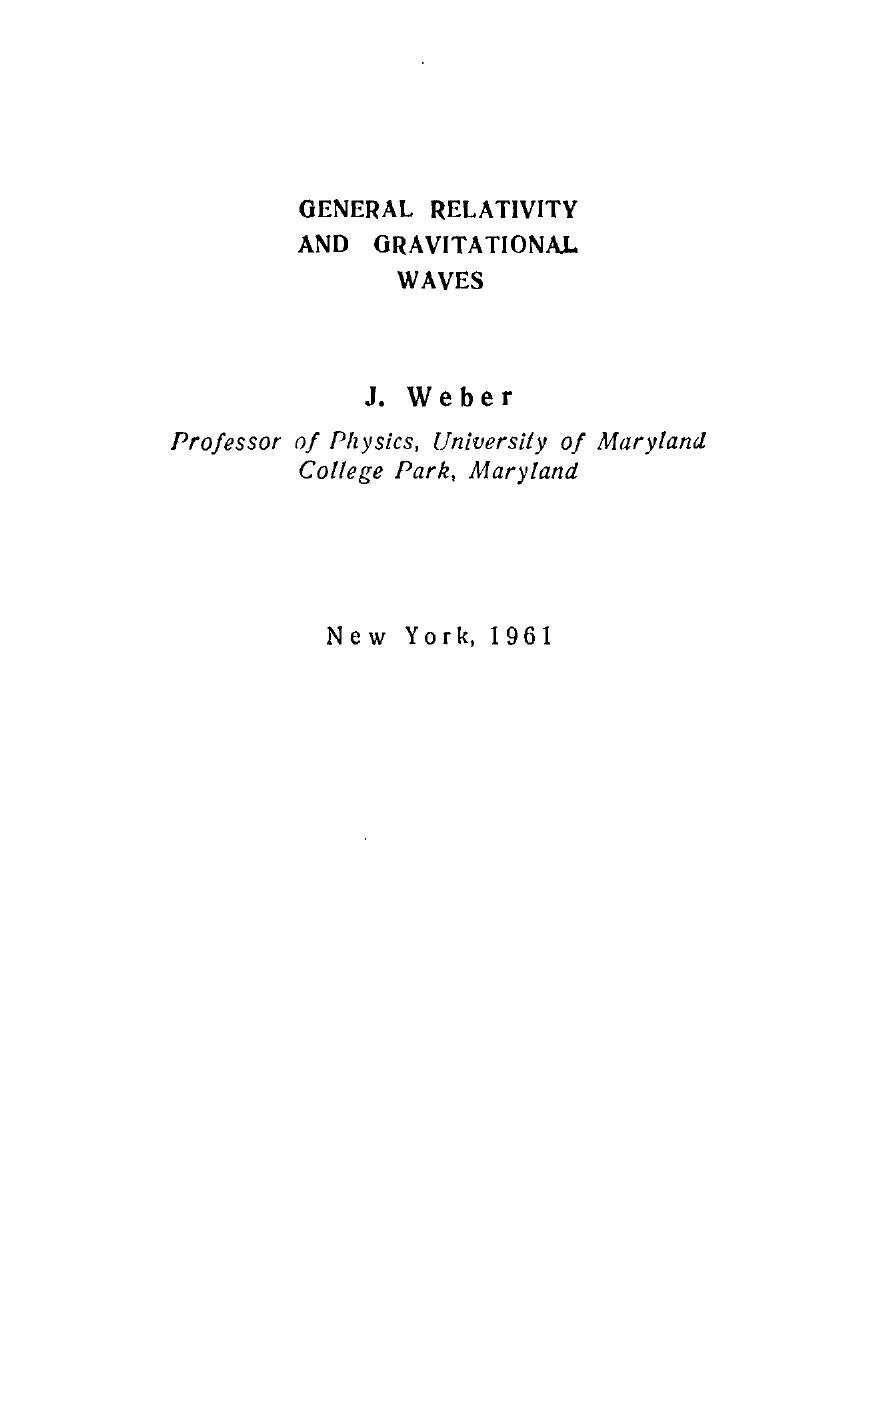 GENERAL RELATIVITY
AND GRAVITATIONAL
WAVES
J. Weber
Professor of Physics, University of Maryland
College Park, Maryland
New York, 1961